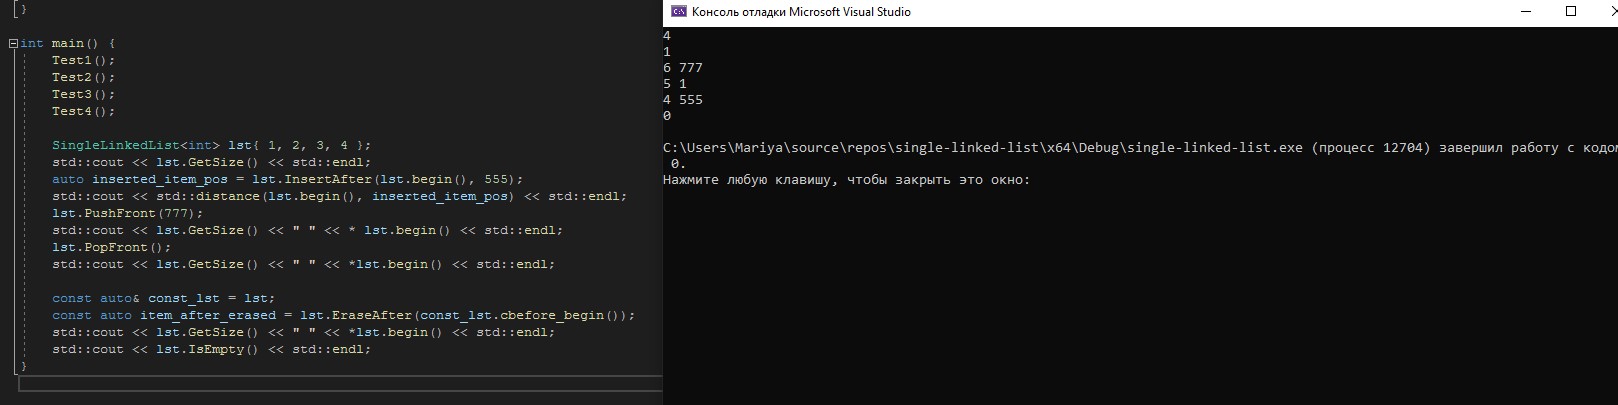 }
int main() {
Test1();
Test2();
Test3();
Test4();
SingleLinkedList<int> lst{ 1, 2, 3, 4 };
std::cout << lst.GetSize() << std::endl;
auto inserted_item_pos = lst.InsertAfter(lst.begin(), 555);
std::cout << std::distance(lst.begin(), inserted_item_pos) << std::endl;
lst.PushFront(777);
std::cout << lst.GetSize() << " " << * lst.begin() << std::endl;
lst.PopFront();
std::cout << lst.GetSize() << " " << *lst.begin() << std::endl;
const auto& const_lst = lst;
const auto item_after_erased = lst.EraseAfter(const_lst.cbefore_begin());
std::cout << lst.GetSize() << " " << *lst.begin() << std::endl;
std::cout << lst.IsEmpty() << std::endl;
}
Консоль отладки Microsoft Visual Studio
4
1
6 777
5 1
4 555
0
C:\Users\Mariya\source\repos\single-linked-list\x64\Debug\single-linked-list.exe (процесс 12704) завершил работу с кодом
0.
Нажмите любую клавишу, чтобы закрыть это окно: